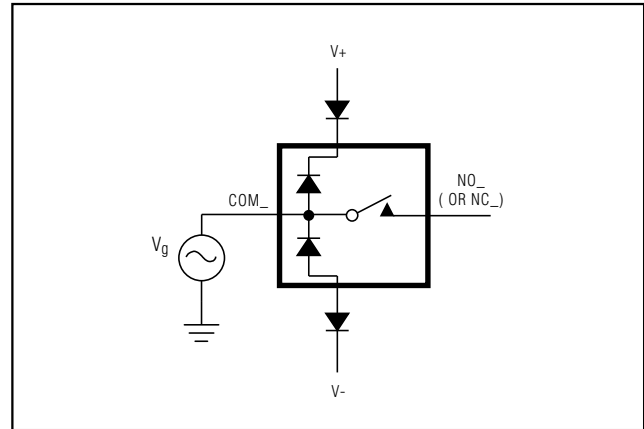 V+
COM_
NO_
( OR NC_)
Vg
V-